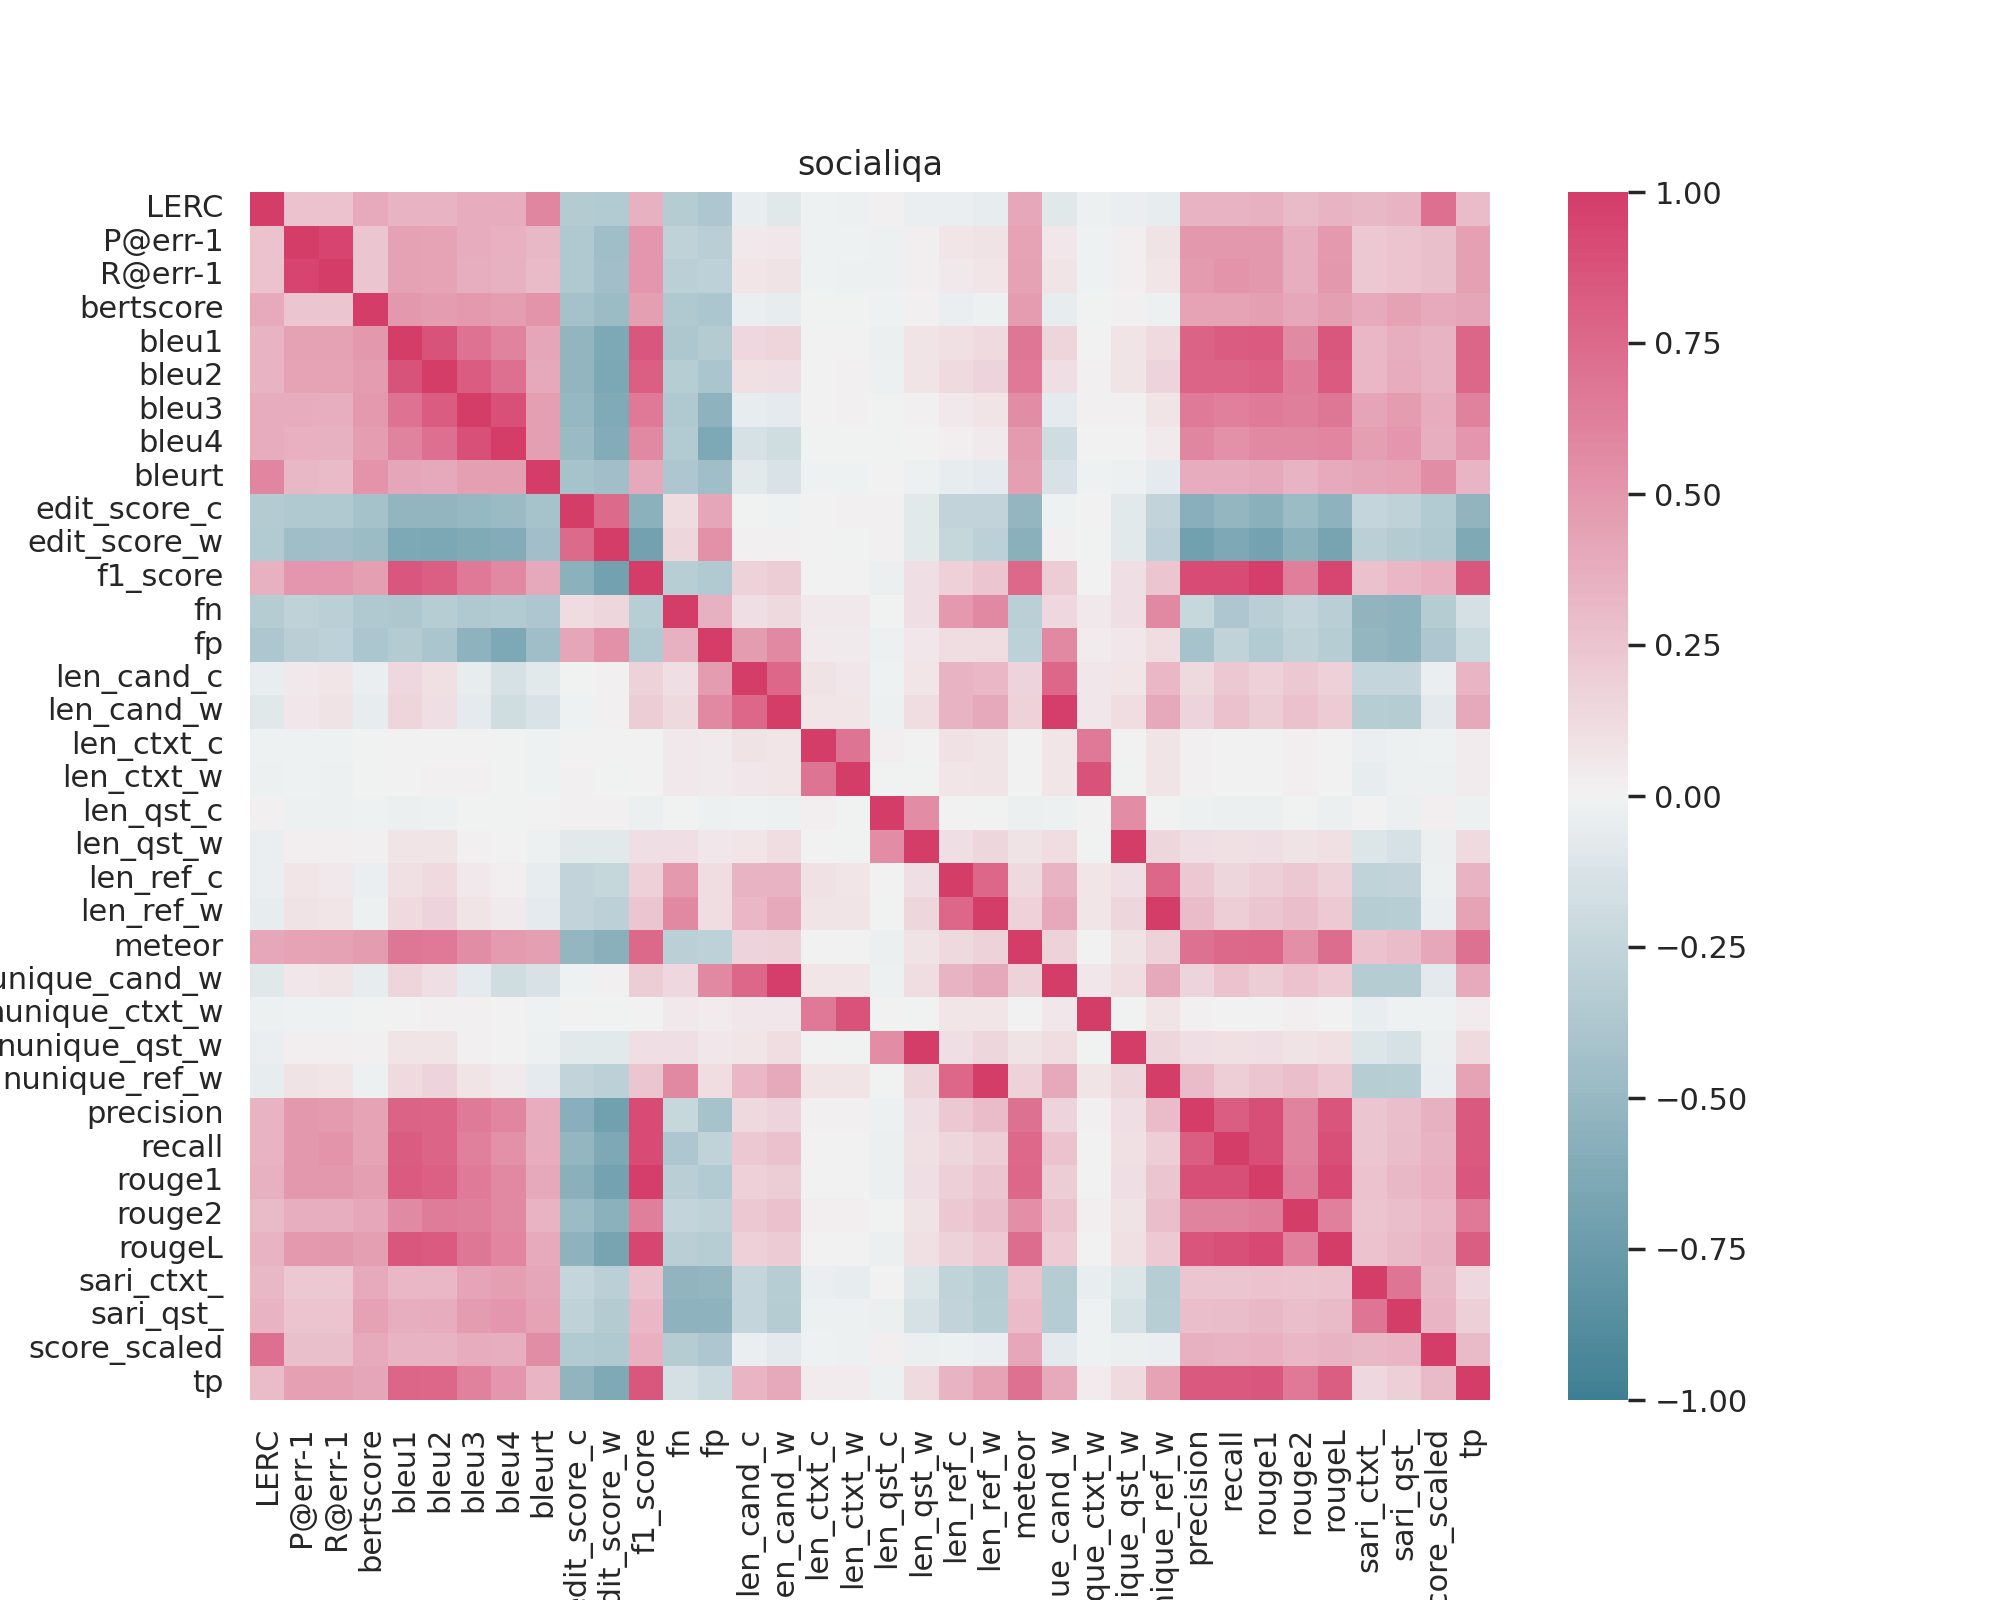 socialiqa
LERC
P@err-1
R@err-1
bertscore
bleu1
bleu2
bleu3
bleu4
bleurt
edit_score_c
edit_score_w
f1_score
fn
fp
len_cand_c
len_cand_w
len_ctxt_c
len_ctxt_w
len_qst_c
len_qst_w
len_ref_c
len_ref_w
meteor
unique_cand_w
nunique_ctxt_w
nunique_qst_w
nunique_ref_w
precision
recall
rouge1
rouge2
rougeL
sari_ctxt_
sari_qst_
score_scaled
tp
LERC
P@err-1
R@err-1
bertscore
bleu1
bleu2
bleu3
bleu4
bleurt
edit_score_c
dit_score_w
f1_score
fn
fp
len_cand_c
en_cand_w
len_ctxt_c
len_ctxt_w
len_qst_c
len_qst_w
len_ref_c
len_ref_w
meteor
ue_cand_w
que_ctxt_w
ique_qst_w
nique_ref_w
precision
recall
rouge1
rouge2
rougeL
sari_ctxt_
sari_qst_
core_scaled
tp
1.00
0.75
0.50
0.25
0.00
−0.25
−0.50
−0.75
−1.00